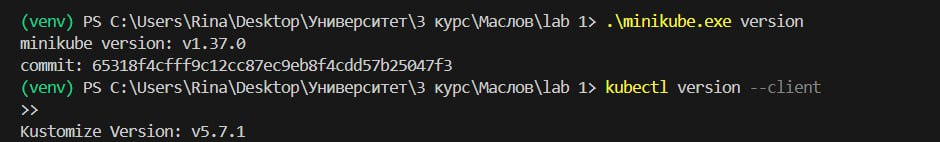 (venv) PS C:\Users\Rina\Desktop\Университет\3 курс\Маслов\lab 1> .\minikube.exe version
minikube version: v1.37.0
commit: 65318f4cfff9c12cc87ec9eb8f4cdd57b25047f3
(venv) PS C:\Users\Rina\Desktop\Университет\3 курс\Маслов\lab 1> kubectl version --client
>>
Kustomize Version: v5.7.1